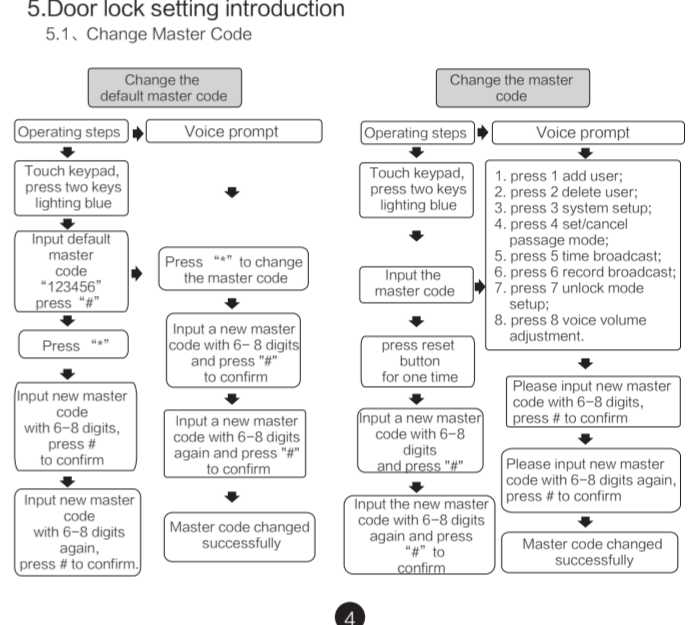 5.Door lock setting introduction
5.1、Change Master Code
Change the
default master code
Operating steps
Voice prompt
Touch keypad,
press two keys
lighting blue
Input default
master
code
“123456”
press “#”
Press “*” to change
the master code
Press “*”
Input a new master
code with 6– 8 digits
and press "#"
to confirm
Input new master
code
with 6–8 digits,
press #
to confirm
Input a new master
code with 6–8 digits
again and press "#"
to confirm
Input new master
code
with 6–8 digits
again,
press # to confirm.
Master code changed
successfully
Change the master
code
Operating steps
Voice prompt
Touch keypad,
press two keys
lighting blue
1. press 1 add user;
2. press 2 delete user;
3. press 3 system setup;
4. press 4 set/cancel
passage mode;
5. press 5 time broadcast;
6. press 6 record broadcast;
7. press 7 unlock mode
setup;
8. press 8 voice volume
adjustment.
Input the
master code
press reset
button
for one time
Please input new master
code with 6–8 digits,
press # to confirm
Input a new master
code with 6–8
digits
and press "#"
Please input new master
code with 6–8 digits again,
press # to confirm
Input the new master
code with 6–8 digits
again and press
“#” to
confirm
Master code changed
successfully
4